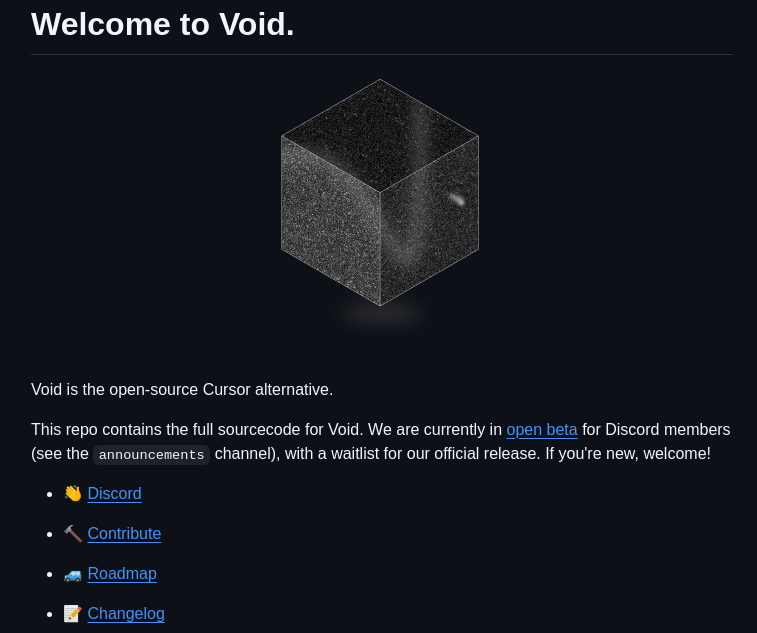 Welcome to Void.
Void is the open-source Cursor alternative.
This repo contains the full sourcecode for Void. We are currently in open beta for Discord members
(see the announcements channel), with a waitlist for our official release. If you're new, welcome!
👋 Discord
🔨 Contribute
🚙 Roadmap
📝 Changelog